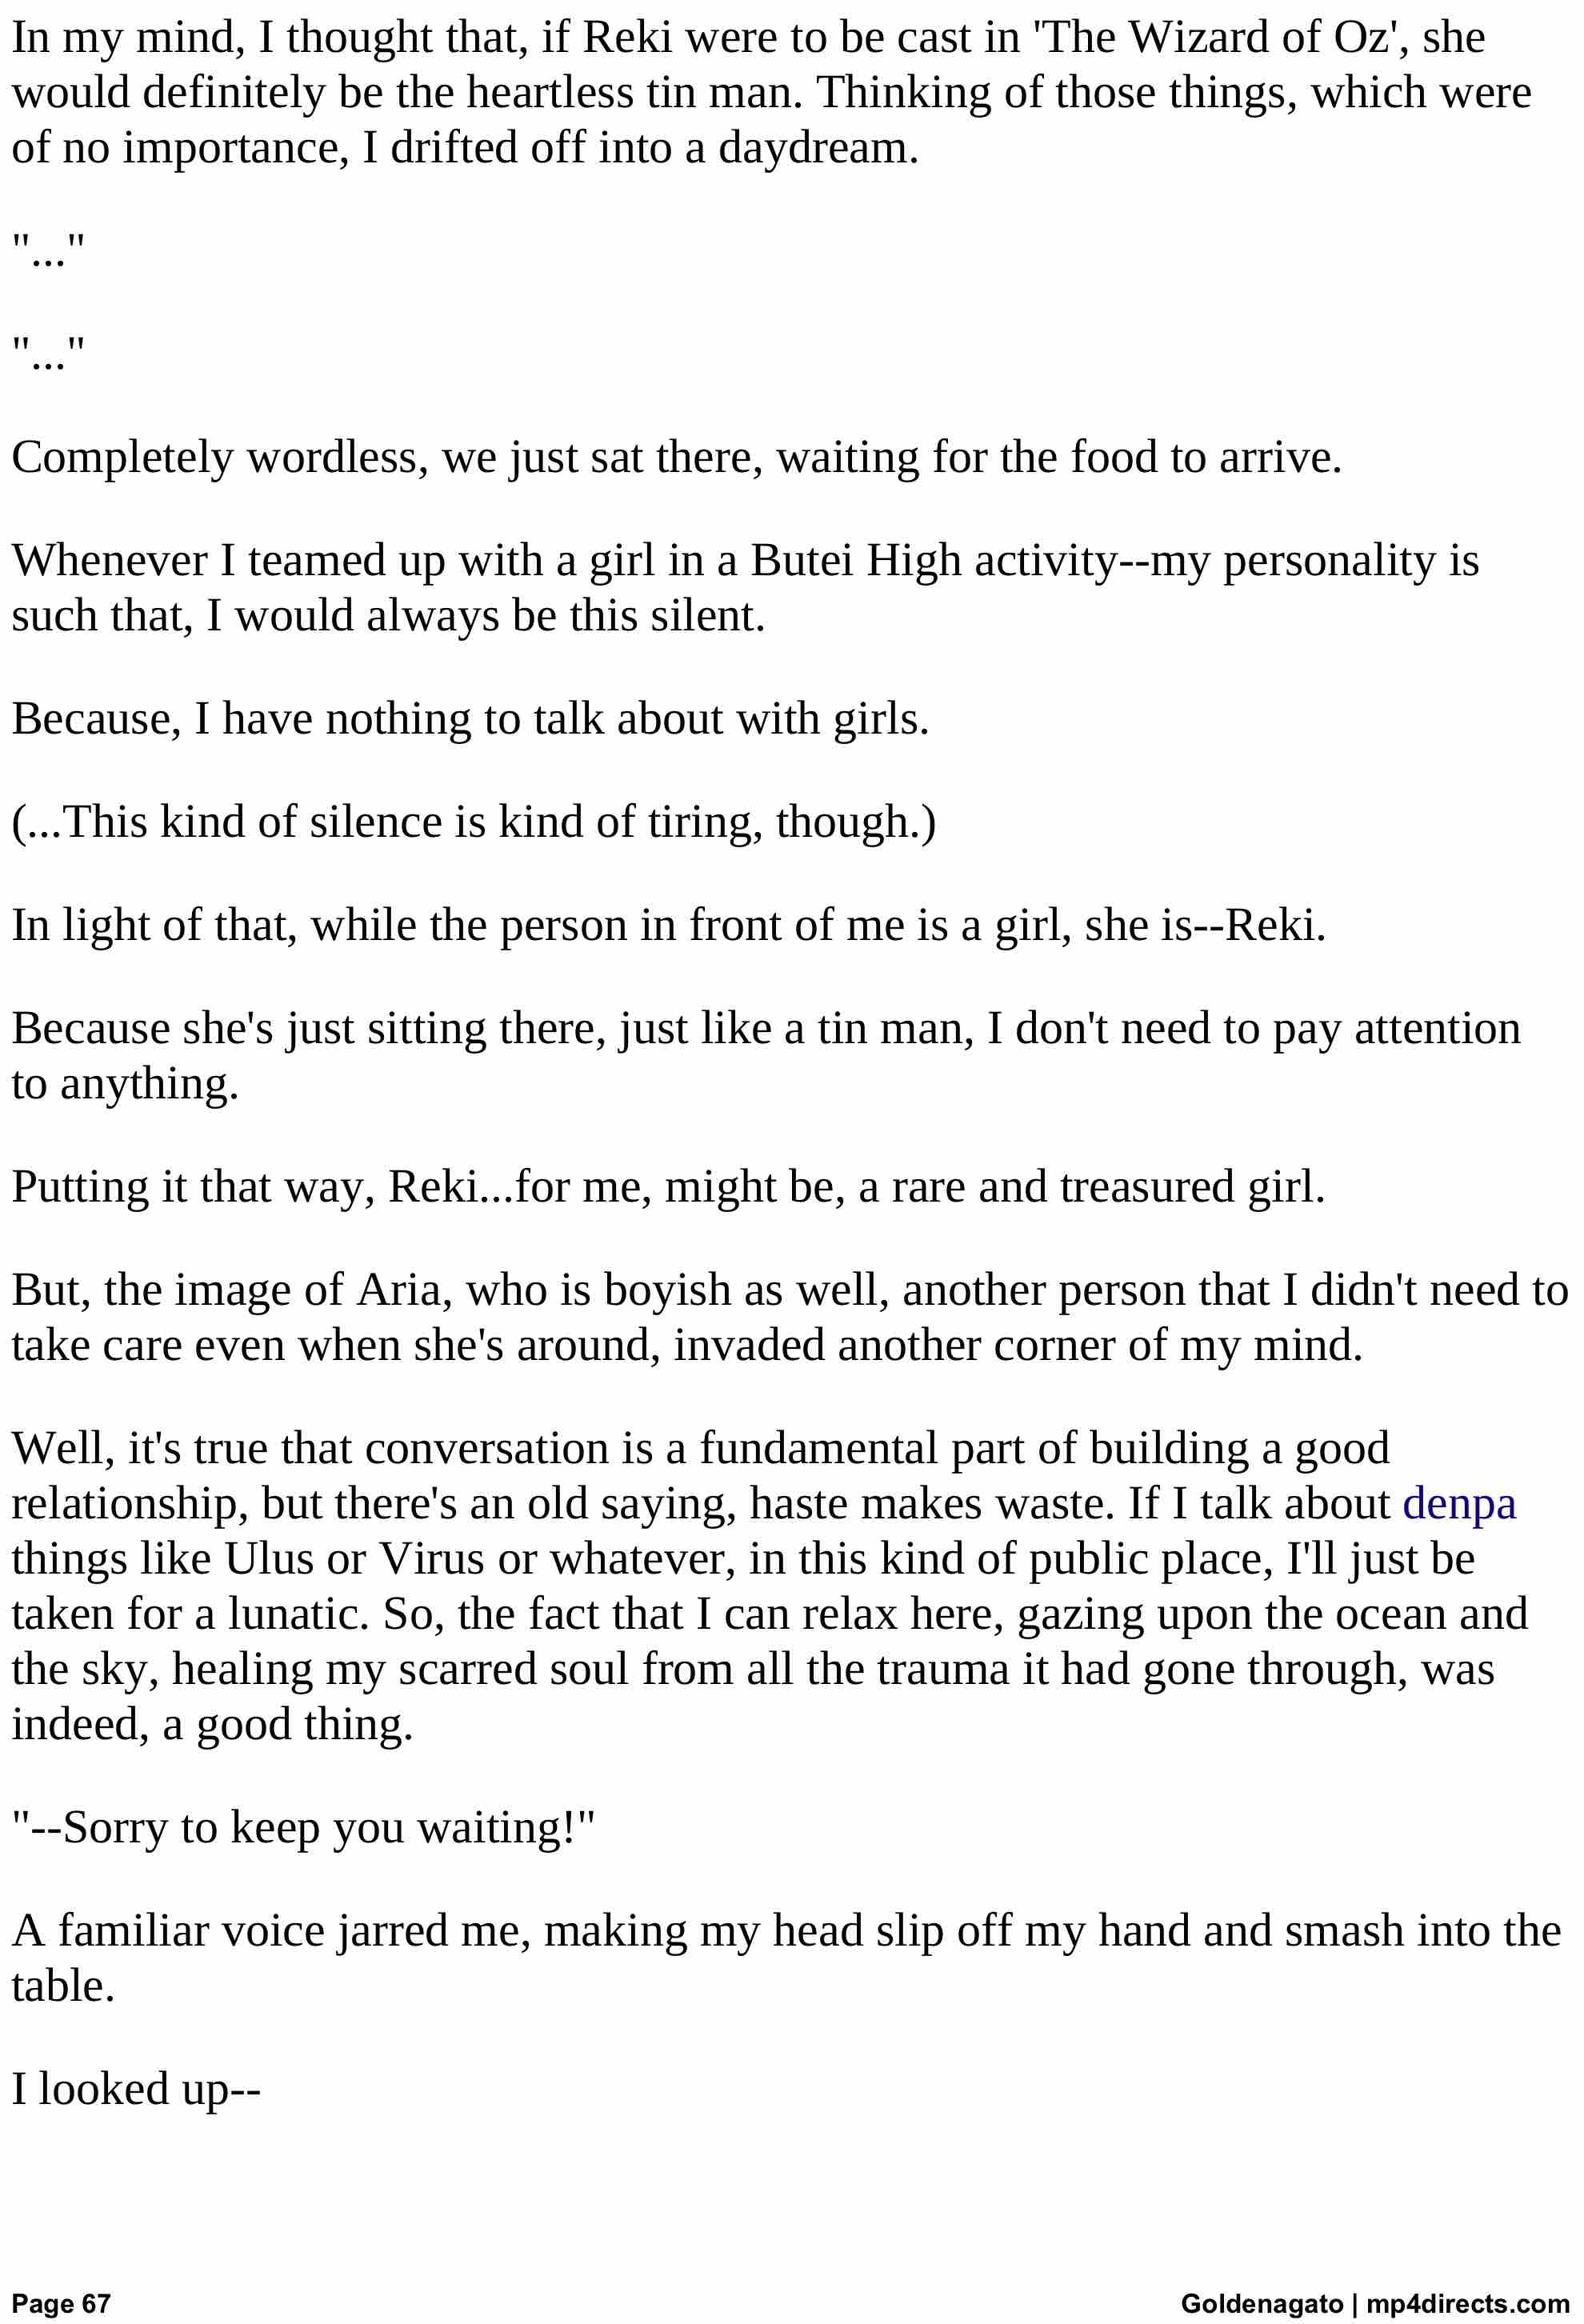 In my mind, I thought that, if Reki were to be cast in 'The Wizard of Oz', she
would definitely be the heartless tin man. Thinking of those things, which were
of no importance, I drifted off into a daydream.
"..."
"..."
Completely wordless, we just sat there, waiting for the food to arrive.
Whenever I teamed up with a girl in a Butei High activity--my personality is
such that, I would always be this silent.
Because, I have nothing to talk about with girls.
(...This kind of silence is kind of tiring, though.)
In light of that, while the person in front of me is a girl, she is--Reki.
Because she's just sitting there, just like a tin man, I don't need to pay attention
to anything.
Putting it that way, Reki...for me, might be, a rare and treasured girl.
But, the image of Aria, who is boyish as well, another person that I didn't need to
take care even when she's around, invaded another corner of my mind.
Well, it's true that conversation is a fundamental part of building a good
relationship, but there's an old saying, haste makes waste. If I talk about denpa
things like Ulus or Virus or whatever, in this kind of public place, I'll just be
taken for a lunatic. So, the fact that I can relax here, gazing upon the ocean and
the sky, healing my scarred soul from all the trauma it had gone through, was
indeed, a good thing.
"--Sorry to keep you waiting!"
A familiar voice jarred me, making my head slip off my hand and smash into the
table.
I looked up--
Page 67
Goldenagato | mp4directs.com